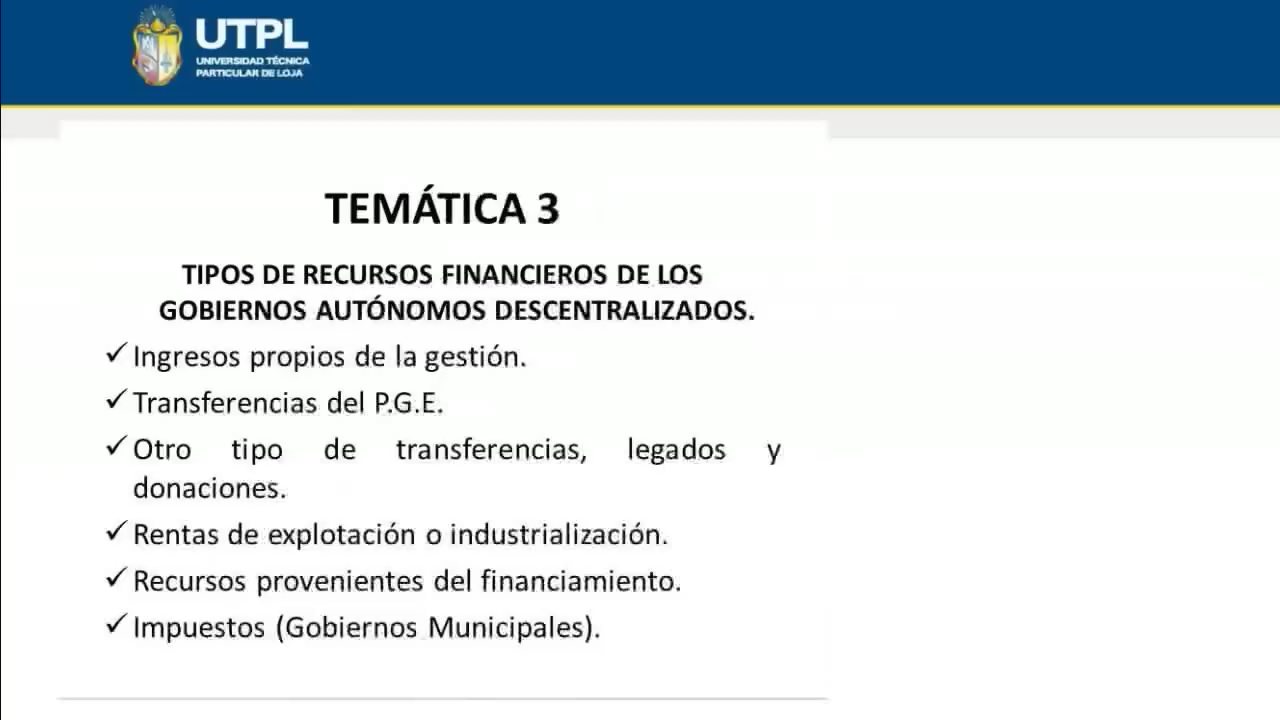 UTPL
UNIVERSIDAD TÉCNICA
PARTICULAR DE LOJA
TEMÁTICA 3
TIPOS DE RECURSOS FINANCIEROS DE LOS
GOBIERNOS AUTÓNOMOS DESCENTRALIZADOS.
✓ Ingresos propios de la gestión.
✓ Transferencias del P.G.E.
✓ Otro tipo de transferencias, legados y
donaciones.
✓ Rentas de explotación o industrialización.
✓ Recursos provenientes del financiamiento.
✓ Impuestos (Gobiernos Municipales).